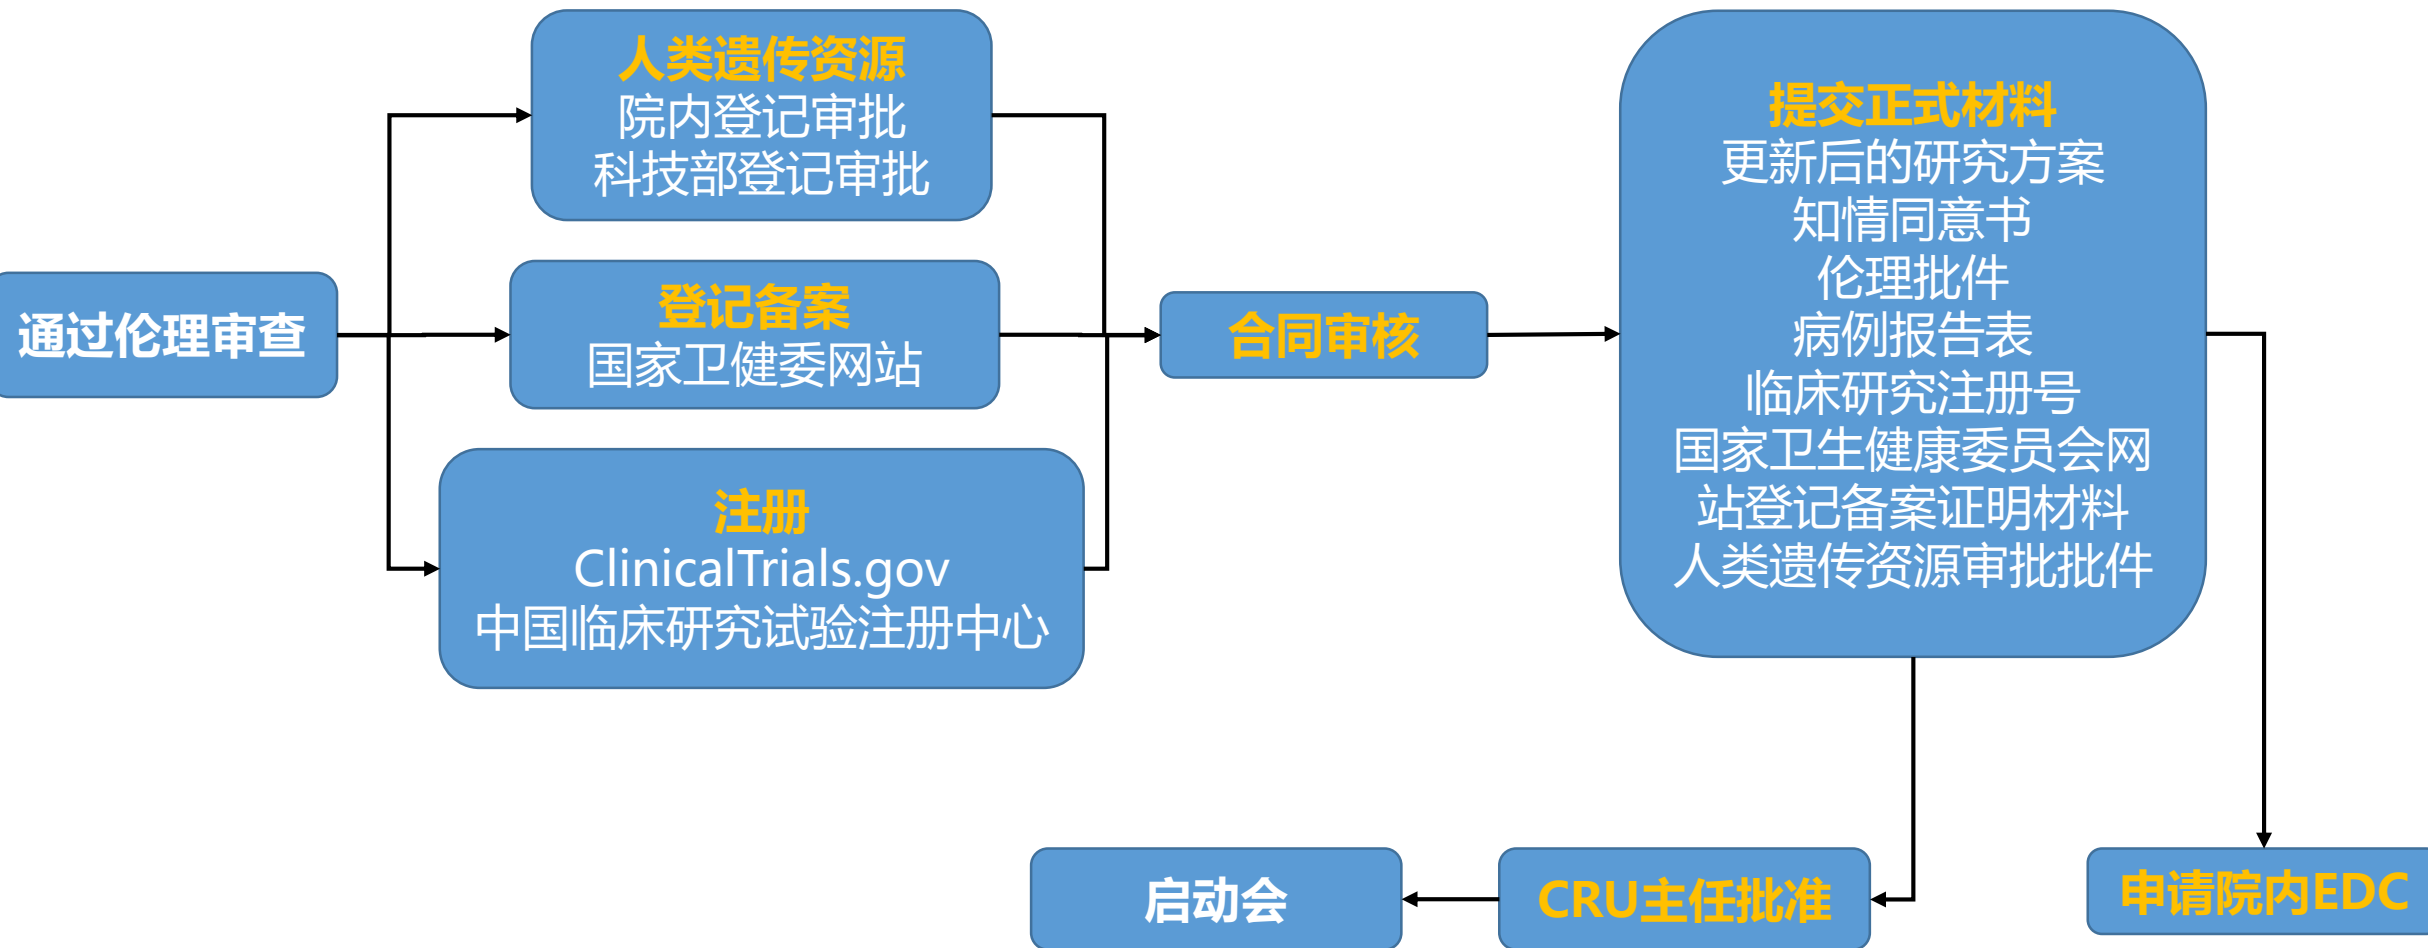 通过伦理审查
人类遗传资源
院内登记审批
科技部登记审批
登记备案
国家卫健委网站
注册
ClinicalTrials.gov
中国临床研究试验注册中心
合同审核
提交正式材料
更新后的研究方案
知情同意书
伦理批件
病例报告表
临床研究注册号
国家卫生健康委员会网
站登记备案证明材料
人类遗传资源审批批件
启动会
CRU主任批准
申请院内EDC